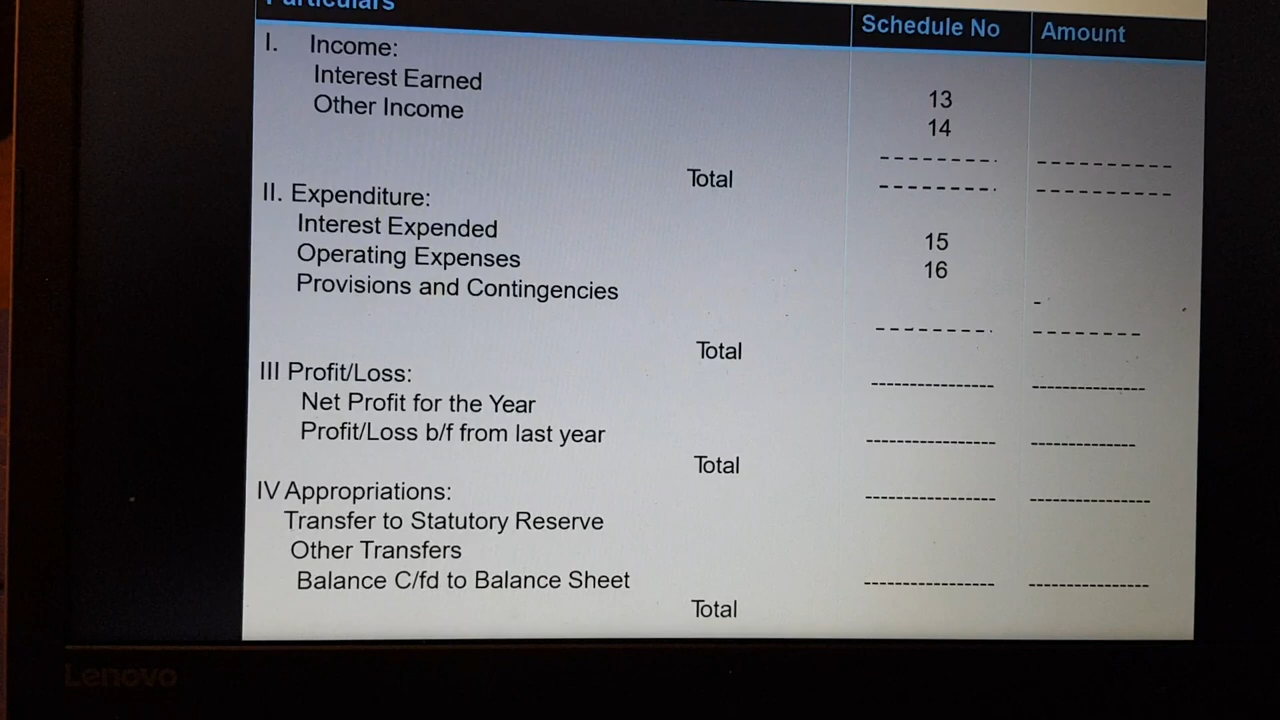 Particulars Schedule No Amount
I. Income:
Interest Earned 13
Other Income 14
Total
II. Expenditure:
Interest Expended 15
Operating Expenses 16
Provisions and Contingencies -
Total
III Profit/Loss:
Net Profit for the Year
Profit/Loss b/f from last year
Total
IV Appropriations:
Transfer to Statutory Reserve
Other Transfers
Balance C/fd to Balance Sheet
Total
Lenovo